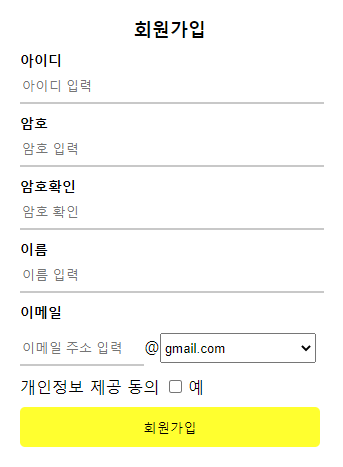 회원가입
아이디
아이디 입력
암호
암호 입력
암호확인
암호 확인
이름
이름 입력
이메일
이메일 주소 입력 @ gmail.com
개인정보 제공 동의 예
회원가입